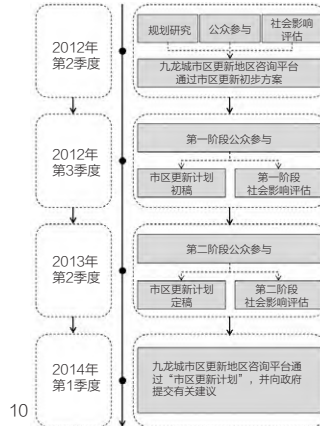 2012年
第2季度
规划研究
公众参与
社会影响
评估
九龙城市区更新地区咨询平台
通过市区更新初步方案
2012年
第3季度
第一阶段公众参与
市区更新计划
初稿
第一阶段
社会影响评估
2013年
第2季度
第二阶段公众参与
市区更新计划
定稿
第二阶段
社会影响评估
2014年
第1季度
九龙城市区更新地区咨询平台通
过“市区更新计划”，并向政府
提交有关建议
10